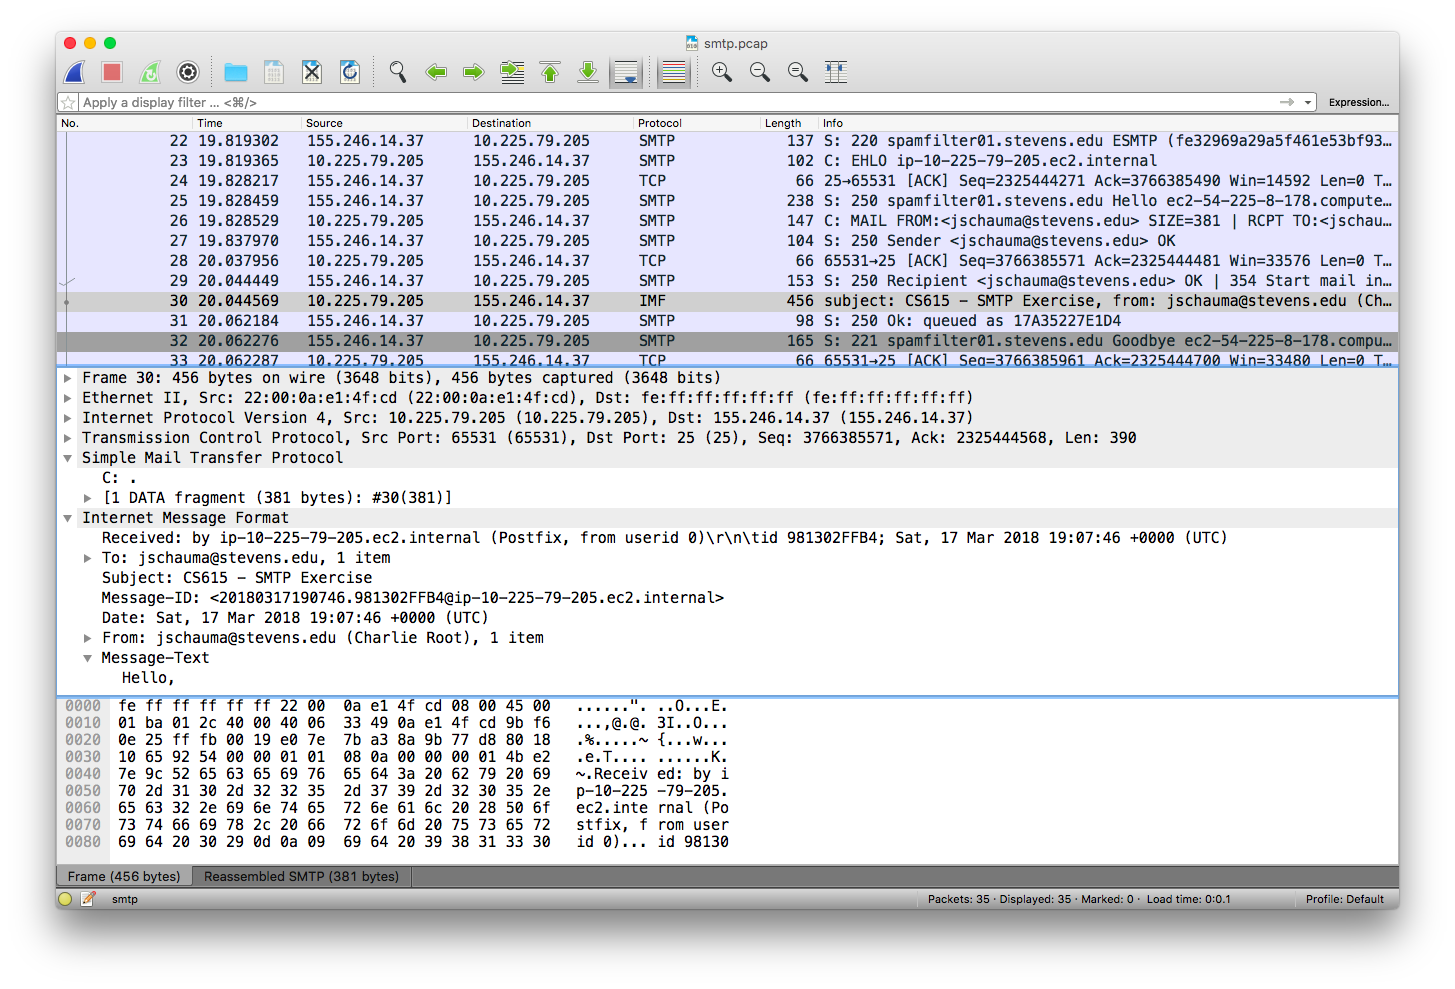 smtp.pcap
Apply a display filter ... <⌘/>
Expression...
No. Time Source Destination Protocol Length Info
22 19.819302 155.246.14.37 10.225.79.205 SMTP 137 S: 220 spamfilter01.stevens.edu ESMTP (fe32969a29a5f461e53bf93...
23 19.819365 10.225.79.205 155.246.14.37 SMTP 102 C: EHLO ip-10-225-79-205.ec2.internal
24 19.828217 155.246.14.37 10.225.79.205 TCP 66 25→65531 [ACK] Seq=2325444271 Ack=3766385490 Win=14592 Len=0 T...
25 19.828459 155.246.14.37 10.225.79.205 SMTP 238 S: 250 spamfilter01.stevens.edu Hello ec2-54-225-8-178.compute...
26 19.828529 10.225.79.205 155.246.14.37 SMTP 147 C: MAIL FROM:<jschauma@stevens.edu> SIZE=381 | RCPT TO:<jschau...
27 19.837970 155.246.14.37 10.225.79.205 SMTP 104 S: 250 Sender <jschauma@stevens.edu> OK
28 20.037956 10.225.79.205 155.246.14.37 TCP 66 65531→25 [ACK] Seq=3766385571 Ack=2325444481 Win=33576 Len=0 T...
29 20.044449 155.246.14.37 10.225.79.205 SMTP 153 S: 250 Recipient <jschauma@stevens.edu> OK | 354 Start mail in...
30 20.044569 10.225.79.205 155.246.14.37 IMF 456 subject: CS615 - SMTP Exercise, from: jschauma@stevens.edu (Ch...
31 20.062184 155.246.14.37 10.225.79.205 SMTP 98 S: 250 Ok: queued as 17A35227E1D4
32 20.062276 155.246.14.37 10.225.79.205 SMTP 165 S: 221 spamfilter01.stevens.edu Goodbye ec2-54-225-8-178.compu...
33 20.062287 10.225.79.205 155.246.14.37 TCP 66 65531→25 [ACK] Seq=3766385961 Ack=2325444700 Win=33480 Len=0 T...
Frame 30: 456 bytes on wire (3648 bits), 456 bytes captured (3648 bits)
Ethernet II, Src: 22:00:0a:e1:4f:cd (22:00:0a:e1:4f:cd), Dst: fe:ff:ff:ff:ff:ff (fe:ff:ff:ff:ff:ff)
Internet Protocol Version 4, Src: 10.225.79.205 (10.225.79.205), Dst: 155.246.14.37 (155.246.14.37)
Transmission Control Protocol, Src Port: 65531 (65531), Dst Port: 25 (25), Seq: 3766385571, Ack: 2325444568, Len: 390
Simple Mail Transfer Protocol
C: .
[1 DATA fragment (381 bytes): #30(381)]
Internet Message Format
Received: by ip-10-225-79-205.ec2.internal (Postfix, from userid 0)\r\n\tid 981302FFB4; Sat, 17 Mar 2018 19:07:46 +0000 (UTC)
To: jschauma@stevens.edu, 1 item
Subject: CS615 - SMTP Exercise
Message-ID: <20180317190746.981302FFB4@ip-10-225-79-205.ec2.internal>
Date: Sat, 17 Mar 2018 19:07:46 +0000 (UTC)
From: jschauma@stevens.edu (Charlie Root), 1 item
Message-Text
Hello,
0000 fe ff ff ff ff ff 22 00 0a e1 4f cd 08 00 45 00 ......". ..O...E.
0010 01 ba 01 2c 40 00 40 06 33 49 0a e1 4f cd 9b f6 ...,@.@. 3I..O...
0020 0e 25 ff fb 00 19 e0 7e 7b a3 8a 9b 77 d8 80 18 .%.....~ {...w...
0030 10 65 92 54 00 00 01 01 08 0a 00 00 00 01 4b e2 .e.T.... ......K.
0040 7e 9c 52 65 63 65 69 76 65 64 3a 20 62 79 20 69 ~.Receiv ed: by i
0050 70 2d 31 30 2d 32 32 35 2d 37 39 2d 32 30 35 2e p-10-225 -79-205.
0060 65 63 32 2e 69 6e 74 65 72 6e 61 6c 20 28 50 6f ec2.inte rnal (Po
0070 73 74 66 69 78 2c 20 66 72 6f 6d 20 75 73 65 72 stfix, f rom user
0080 69 64 20 30 29 0d 0a 09 69 64 20 39 38 31 33 30 id 0)... id 98130
Frame (456 bytes) Reassembled SMTP (381 bytes)
smtp Packets: 35 · Displayed: 35 · Marked: 0 · Load time: 0:0.1 Profile: Default